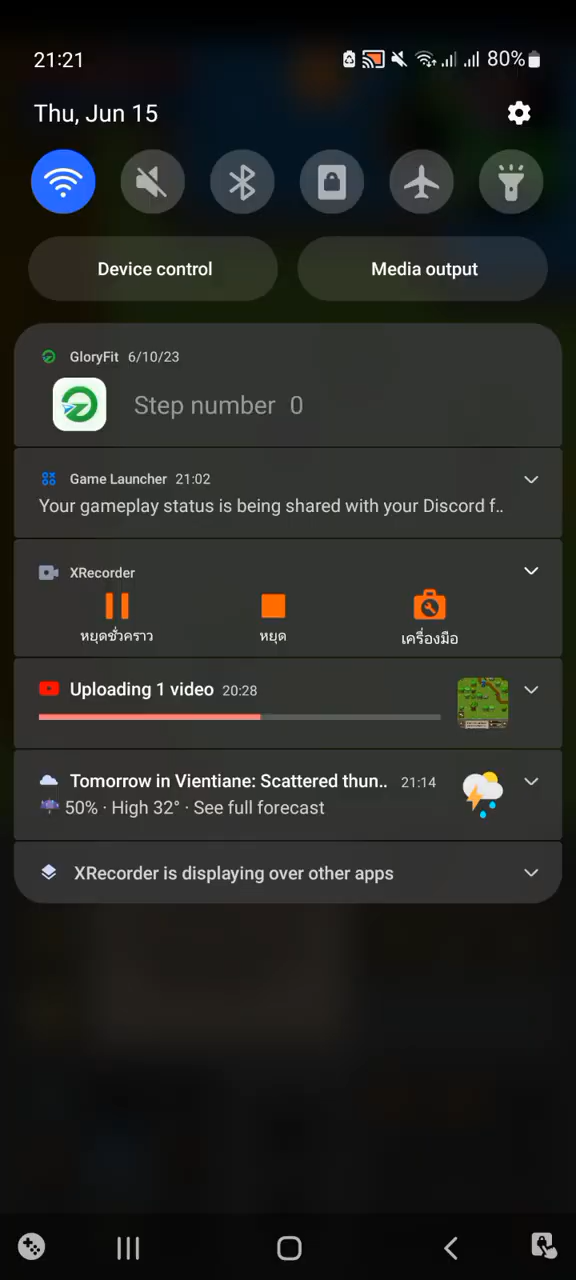 21:21
80%
Thu, Jun 15
Device control
Media output
GloryFit 6/10/23
Step number 0
Game Launcher 21:02
Your gameplay status is being shared with your Discord f..
XRecorder
หยุดชั่วคราว
หยุด
เครื่องมือ
Uploading 1 video 20:28
Tomorrow in Vientiane: Scattered thun.. 21:14
50% · High 32° · See full forecast
XRecorder is displaying over other apps